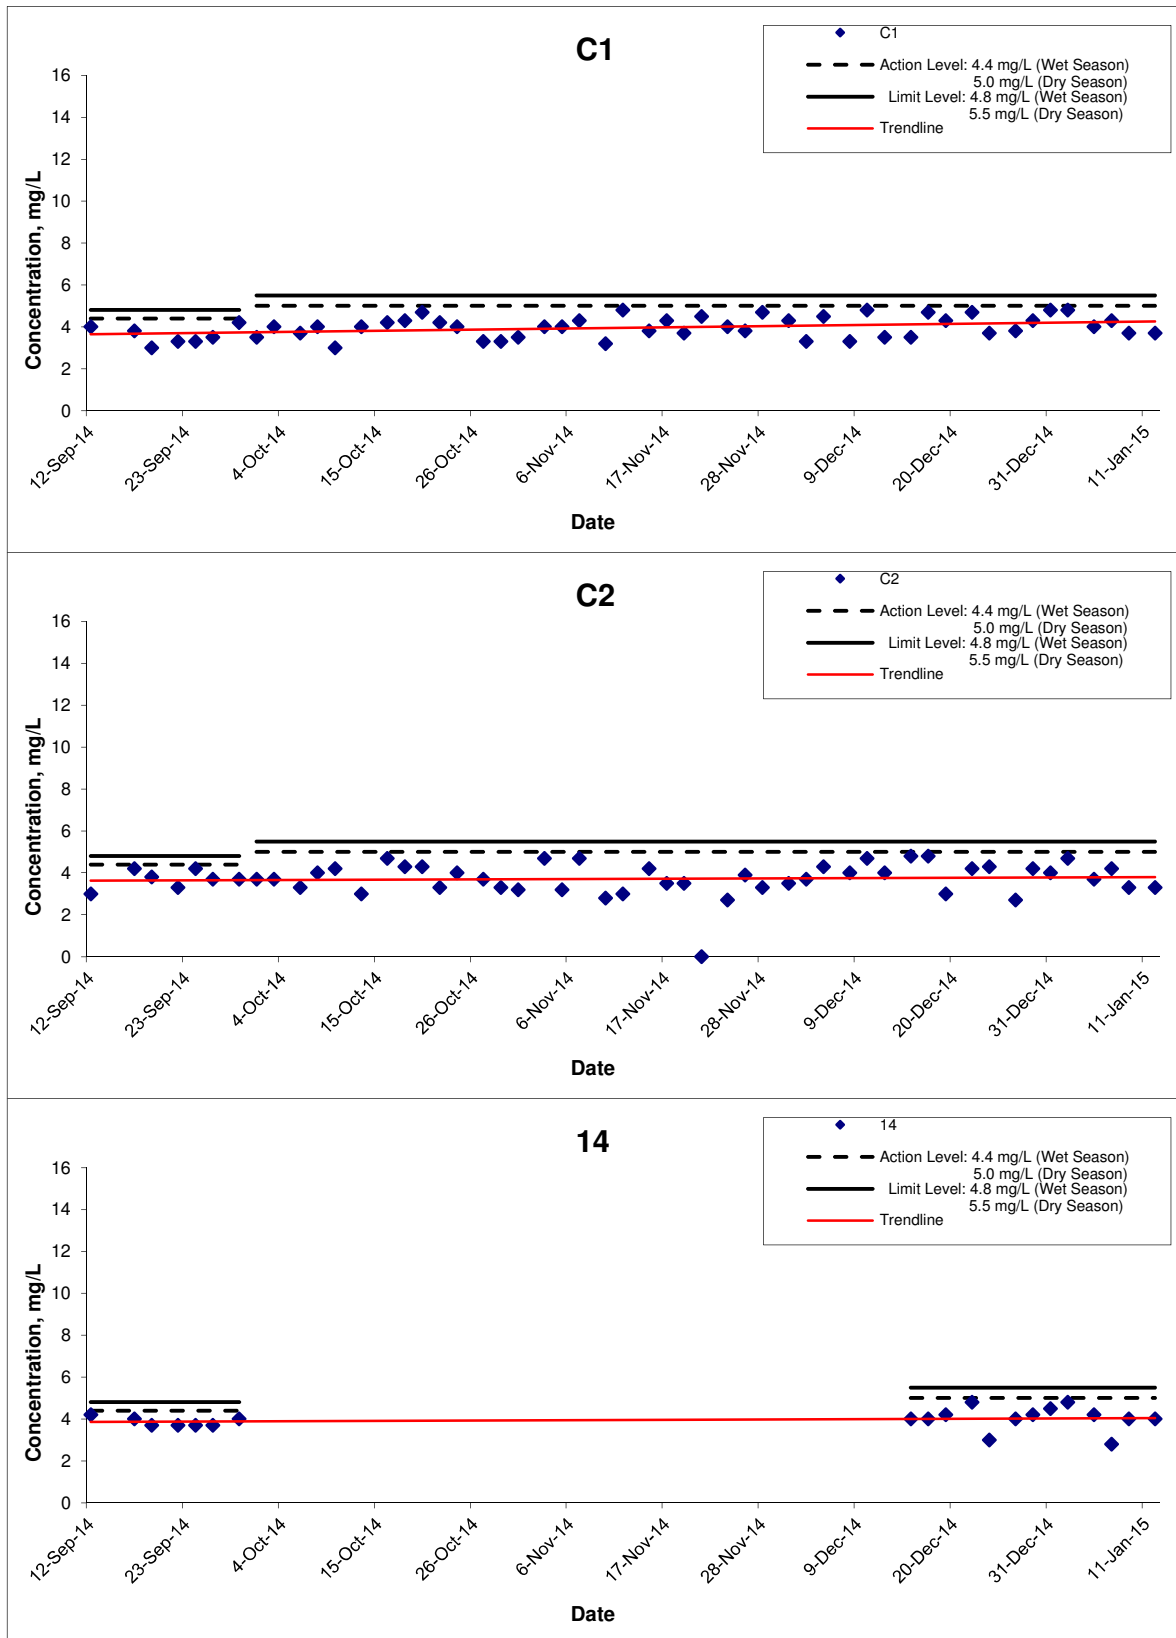 C1
C1
Action Level: 4.4 mg/L (Wet Season)
5.0 mg/L (Dry Season)
Limit Level: 4.8 mg/L (Wet Season)
5.5 mg/L (Dry Season)
Trendline
Concentration, mg/L
16
14
12
10
8
6
4
2
0
12-Sep-14
23-Sep-14
4-Oct-14
15-Oct-14
26-Oct-14
6-Nov-14
17-Nov-14
28-Nov-14
9-Dec-14
20-Dec-14
31-Dec-14
11-Jan-15
Date
C2
C2
Action Level: 4.4 mg/L (Wet Season)
5.0 mg/L (Dry Season)
Limit Level: 4.8 mg/L (Wet Season)
5.5 mg/L (Dry Season)
Trendline
Concentration, mg/L
16
14
12
10
8
6
4
2
0
12-Sep-14
23-Sep-14
4-Oct-14
15-Oct-14
26-Oct-14
6-Nov-14
17-Nov-14
28-Nov-14
9-Dec-14
20-Dec-14
31-Dec-14
11-Jan-15
Date
14
14
Action Level: 4.4 mg/L (Wet Season)
5.0 mg/L (Dry Season)
Limit Level: 4.8 mg/L (Wet Season)
5.5 mg/L (Dry Season)
Trendline
Concentration, mg/L
16
14
12
10
8
6
4
2
0
12-Sep-14
23-Sep-14
4-Oct-14
15-Oct-14
26-Oct-14
6-Nov-14
17-Nov-14
28-Nov-14
9-Dec-14
20-Dec-14
31-Dec-14
11-Jan-15
Date